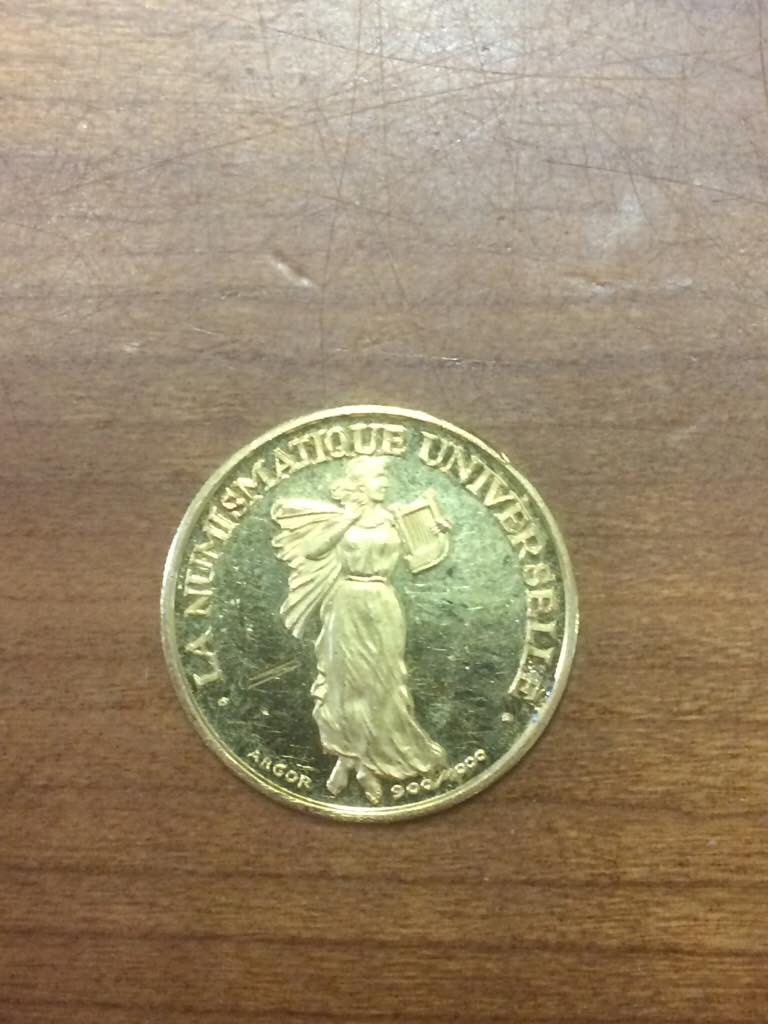 LA NUMISMATIQUE UNIVERSELLE
ARGOR 900/1000